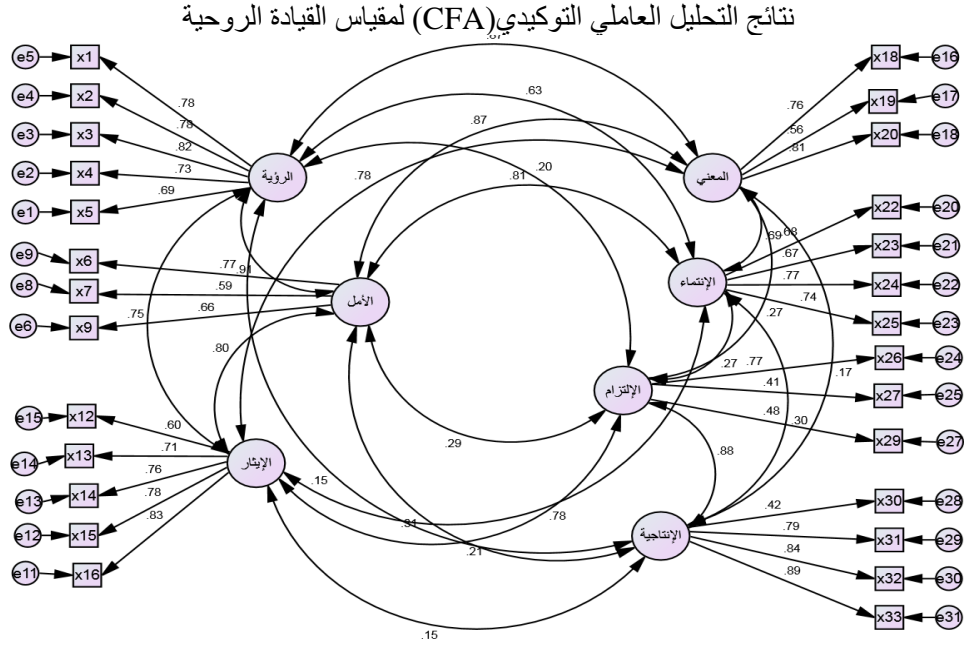 نتائج التحليل العاملي التوكيدي(CFA) لمقياس القيادة الروحية
e5 x1 .78
e4 x2 .78
e3 x3 .82
e2 x4 .73
e1 x5 .69
الرؤية
e9 x6 .77
e8 x7 .59
e6 x9 .66
الأمل
e15 x12 .60
e14 x13 .71
e13 x14 .76
e12 x15 .78
e11 x16 .83
الإيثار
x18 e16 .76
x19 e17 .56
x20 e18 .81
المعني
x22 e20 .68
x23 e21 .67
x24 e22 .77
x25 e23 .74
الإنتماء
x26 e24 .77
x27 e25 .41
x29 e27 .48
الإلتزام
x30 e28 .42
x31 e29 .79
x32 e30 .84
x33 e31 .89
الإنتاجية
.63
.87
.20
.78
.81
.91
.75
.80
.69
.27
.27
.17
.30
.29
.88
.15
.31
.78
.21
.15